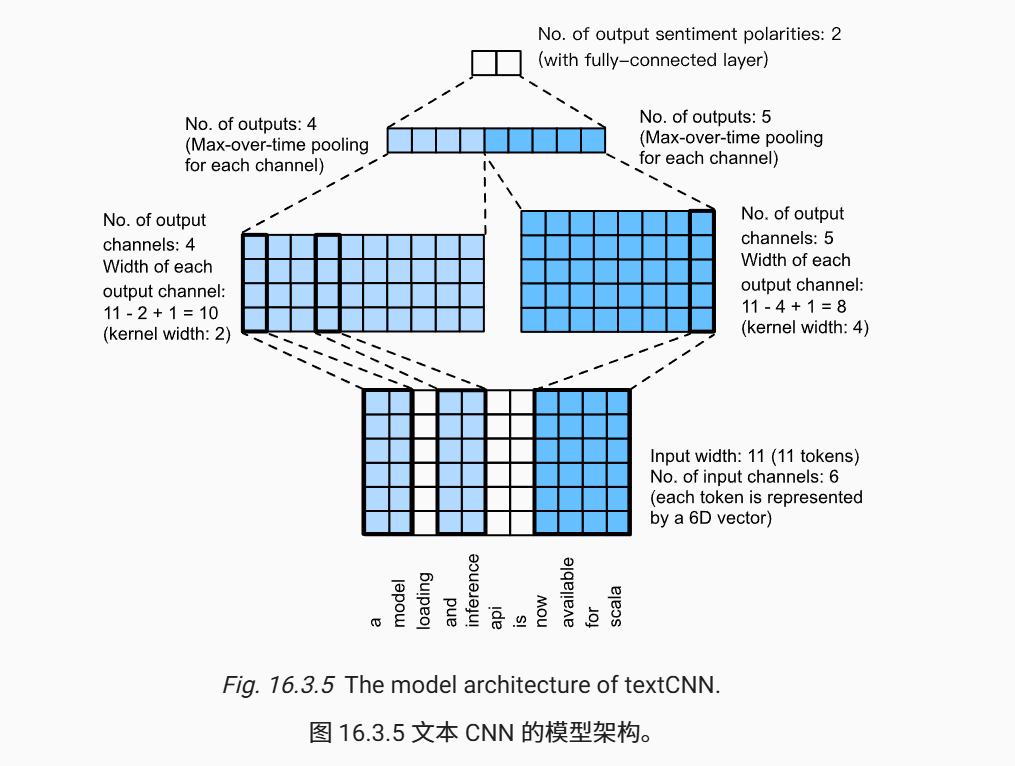 No. of output sentiment polarities: 2
(with fully-connected layer)
No. of outputs: 4
(Max-over-time pooling
for each channel)
No. of outputs: 5
(Max-over-time pooling
for each channel)
No. of output
channels: 4
Width of each
output channel:
11 - 2 + 1 = 10
(kernel width: 2)
No. of output
channels: 5
Width of each
output channel:
11 - 4 + 1 = 8
(kernel width: 4)
Input width: 11 (11 tokens)
No. of input channels: 6
(each token is represented
by a 6D vector)
a
model
loading
and
inference
api
is
now
available
for
scala
Fig. 16.3.5 The model architecture of textCNN.
图 16.3.5 文本 CNN 的模型架构。